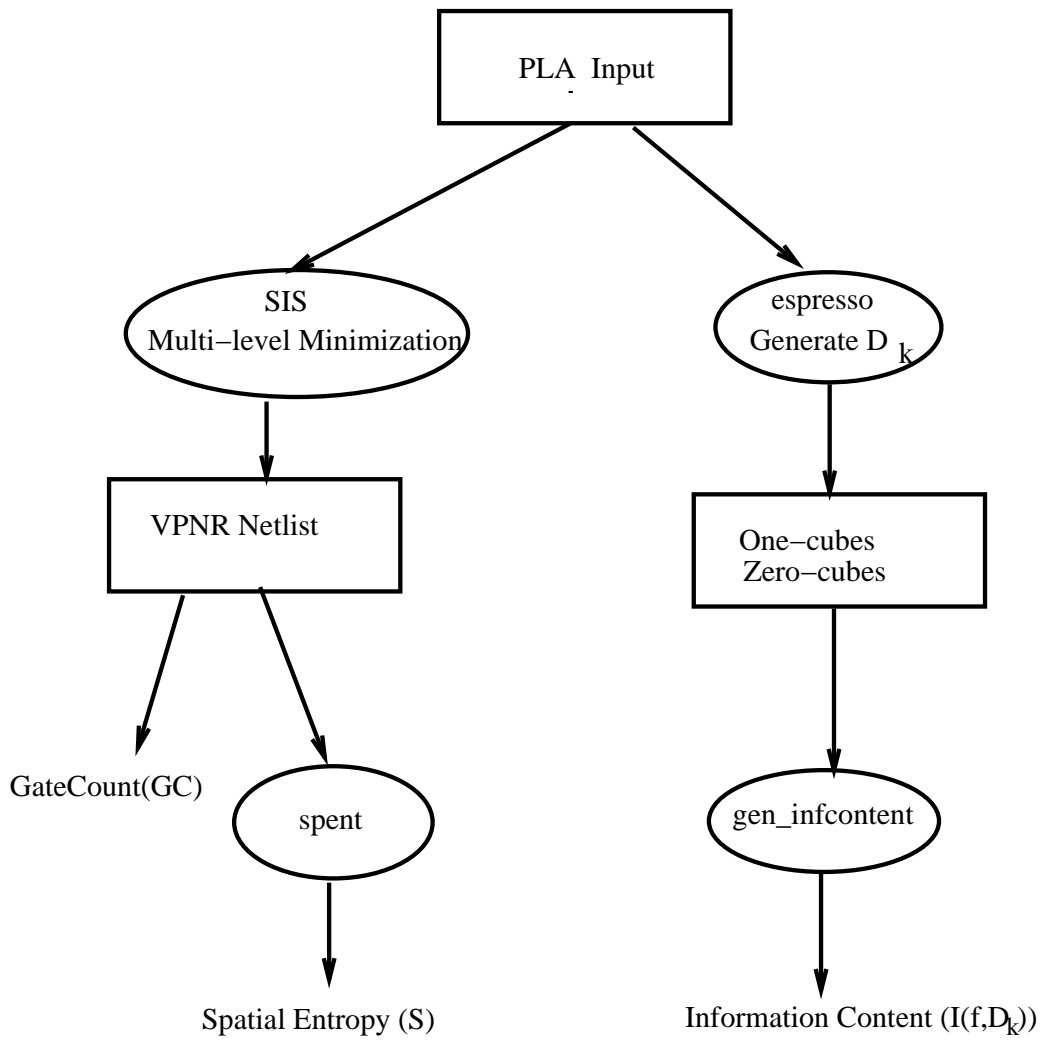 PLA Input
SIS
Multi−level Minimization
espresso
Generate D k
VPNR Netlist
One−cubes
Zero−cubes
GateCount(GC)
spent
gen_infcontent
Spatial Entropy (S)
Information Content (I(f,Dk))